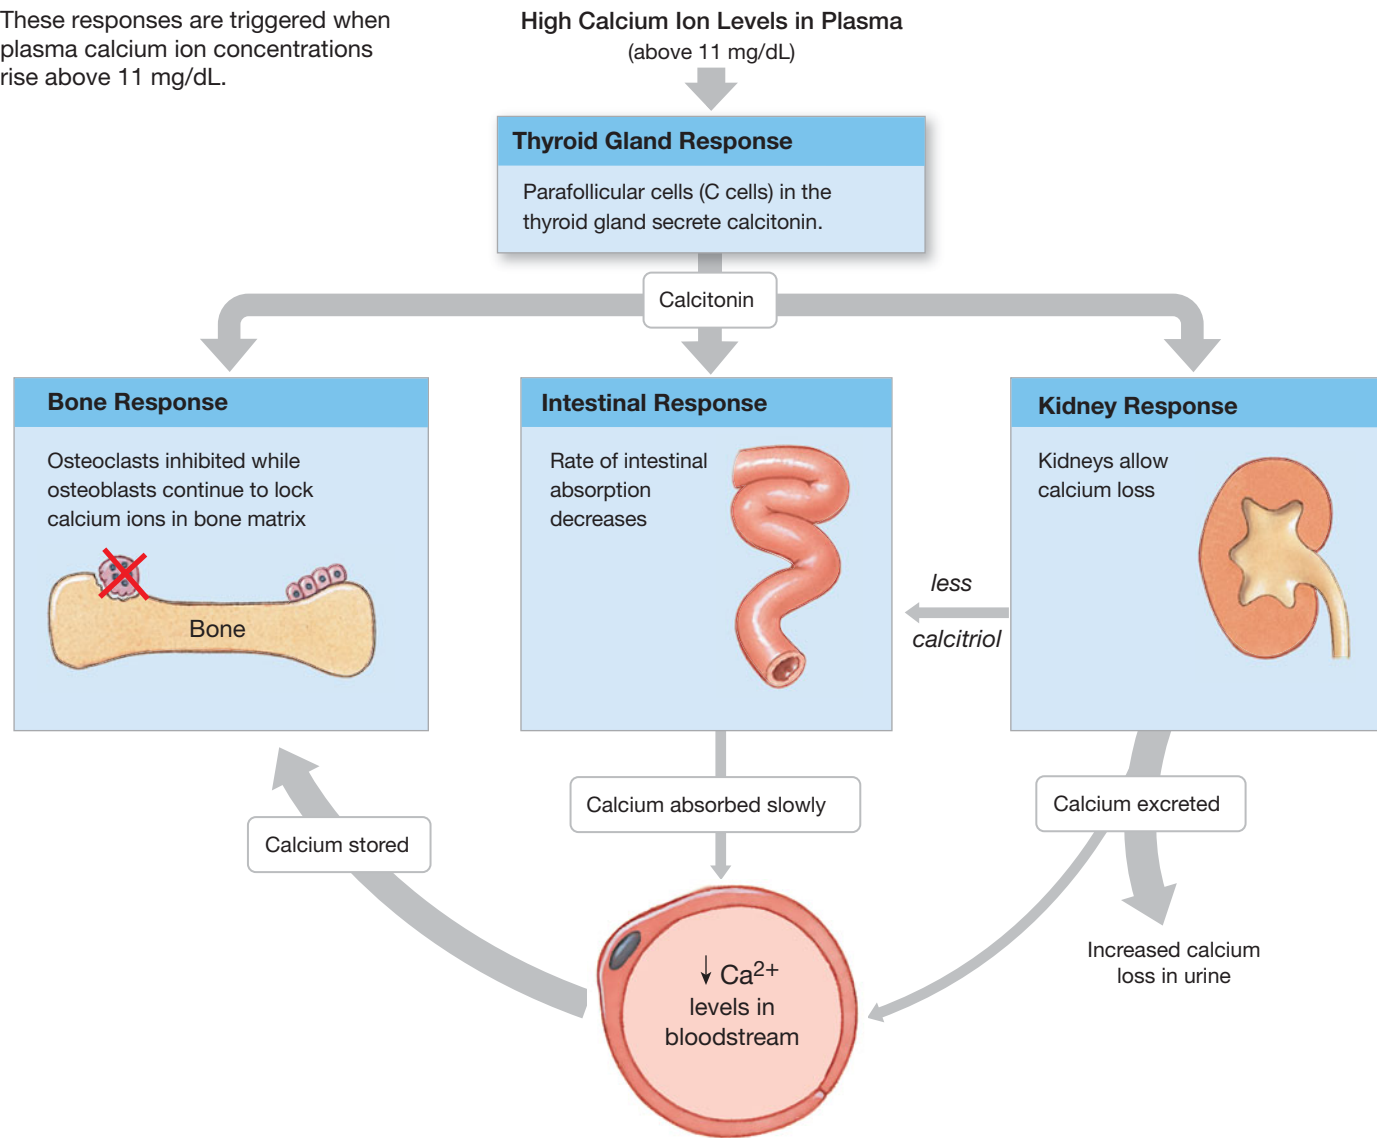 These responses are triggered when
plasma calcium ion concentrations
rise above 11 mg/dL.
High Calcium Ion Levels in Plasma
(above 11 mg/dL)
Thyroid Gland Response
Parafollicular cells (C cells) in the
thyroid gland secrete calcitonin.
Calcitonin
Bone Response
Osteoclasts inhibited while
osteoblasts continue to lock
calcium ions in bone matrix
Bone
Intestinal Response
Rate of intestinal
absorption
decreases
less
calcitriol
Kidney Response
Kidneys allow
calcium loss
Calcium stored
Calcium absorbed slowly
Calcium excreted
Increased calcium
loss in urine
↓ Ca²⁺
levels in
bloodstream